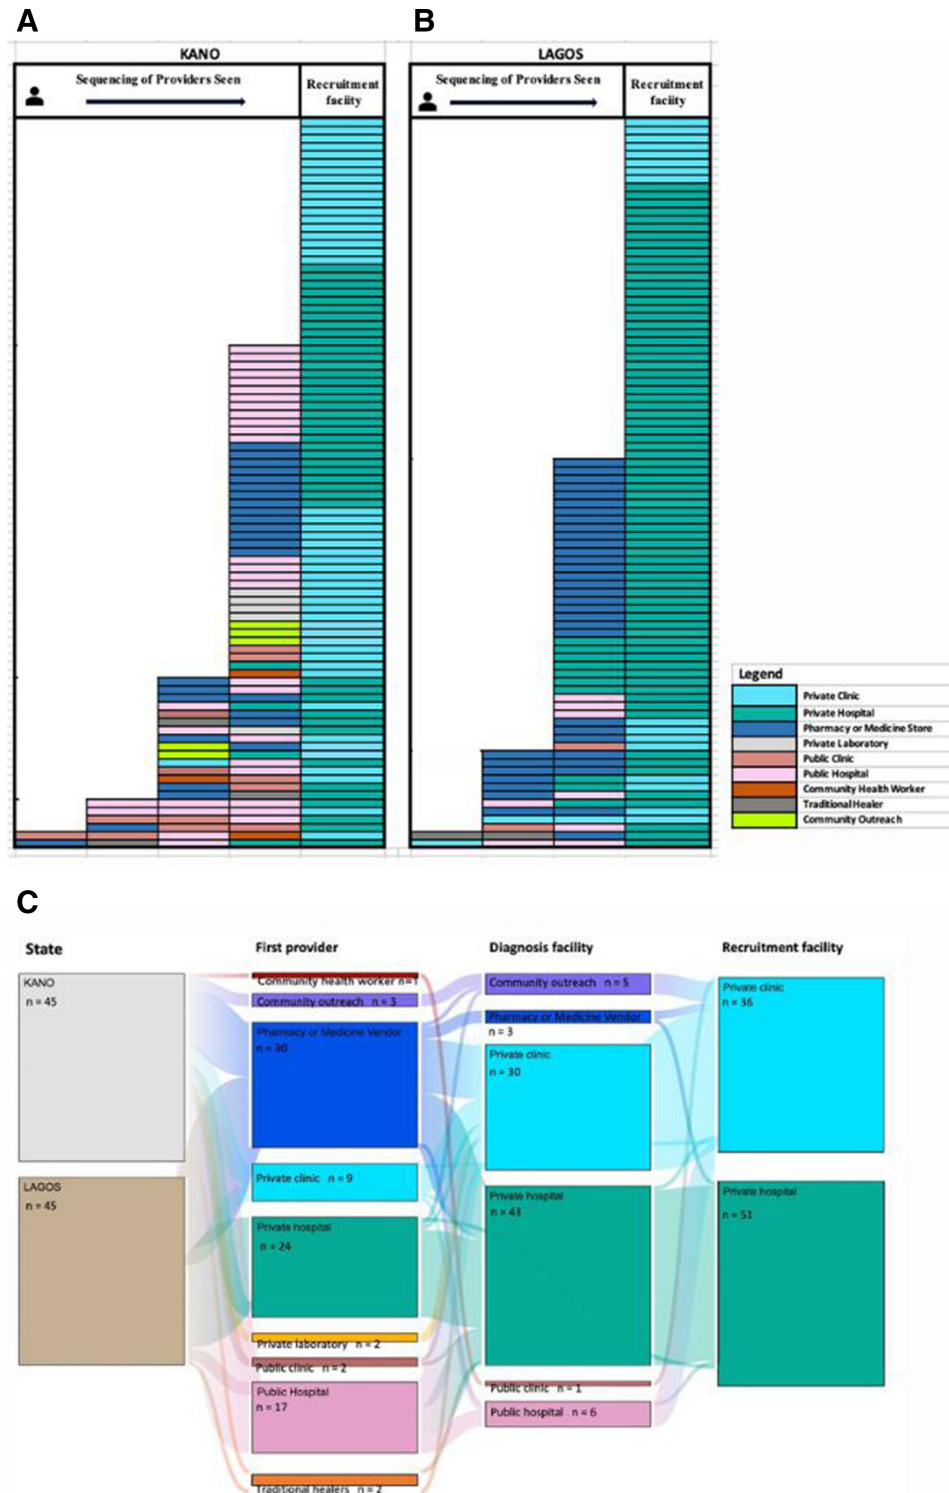 A
B
KANO
LAGOS
Sequencing of Providers Seen
Recruitment
faciity
Sequencing of Providers Seen
Recruitment
faciity
Legend
Private Clinic
Private Hospital
Pharmacy or Medicine Store
Private Laboratory
Public Clinic
Public Hospital
Community Health Worker
Traditional Healer
Community Outreach
C
State
First provider
Diagnosis facility
Recruitment facility
KANO
n = 45
LAGOS
n = 45
Community health worker n=1
Community outreach n = 3
Pharmacy or Medicine Vendor
n = 30
Private clinic n = 9
Private hospital
n = 24
Private laboratory n = 2
Public clinic n = 2
Public Hospital
n = 17
Traditional healers n = 2
Community outreach n = 5
Pharmacy or Medicine Vendor
n = 3
Private clinic
n = 30
Private hospital
n = 43
Public clinic n = 1
Public hospital n = 6
Private clinic
n = 36
Private hospital
n = 51